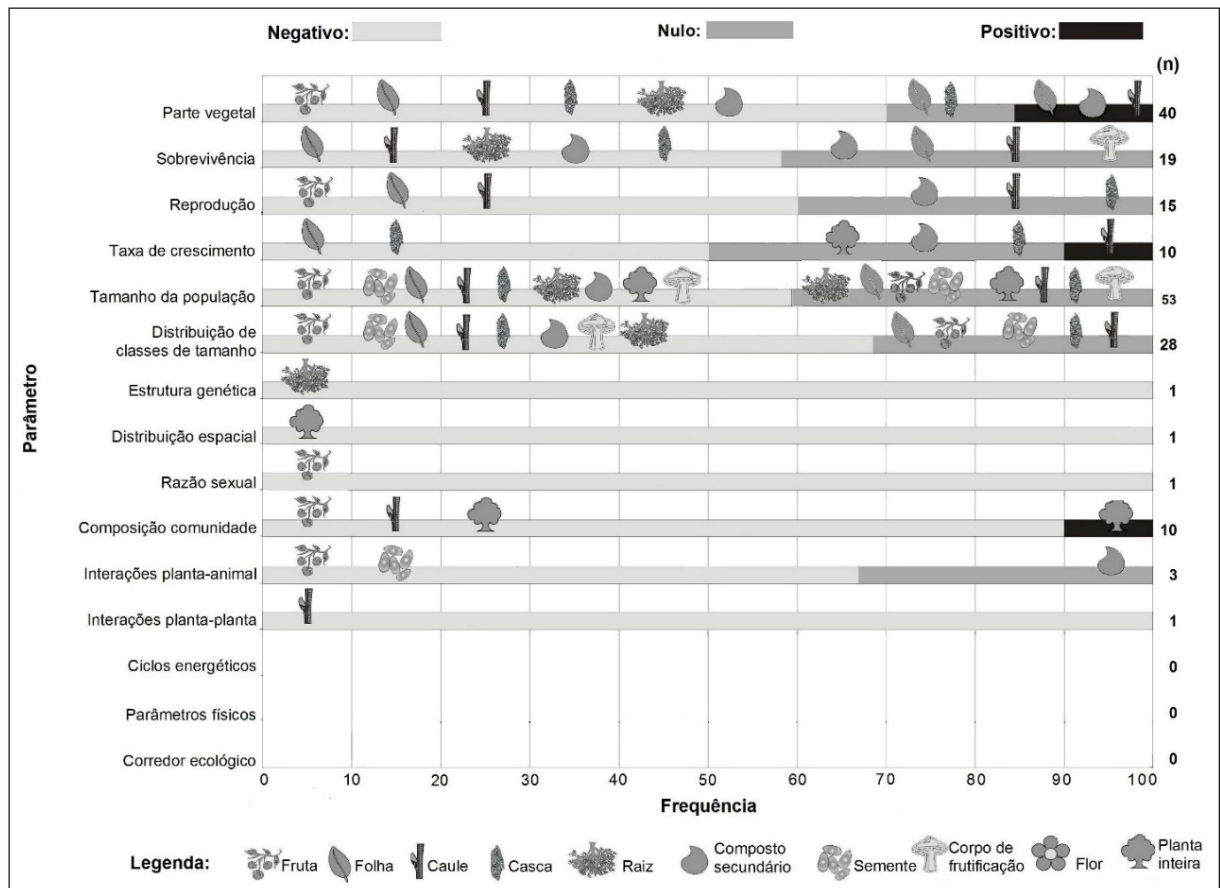 Negativo: Nulo: Positivo:
(n)
Parte vegetal 40
Sobrevivência 19
Reprodução 15
Taxa de crescimento 10
Tamanho da população 53
Distribuição de
classes de tamanho 28
Estrutura genética 1
Distribuição espacial 1
Razão sexual 1
Composição comunidade 10
Interações planta-animal 3
Interações planta-planta 1
Ciclos energéticos 0
Parâmetros físicos 0
Corredor ecológico 0
Parâmetro
0 10 20 30 40 50 60 70 80 90 100
Frequência
Legenda: Fruta Folha Caule Casca Raiz Composto secundário Semente Corpo de frutificação Flor Planta inteira